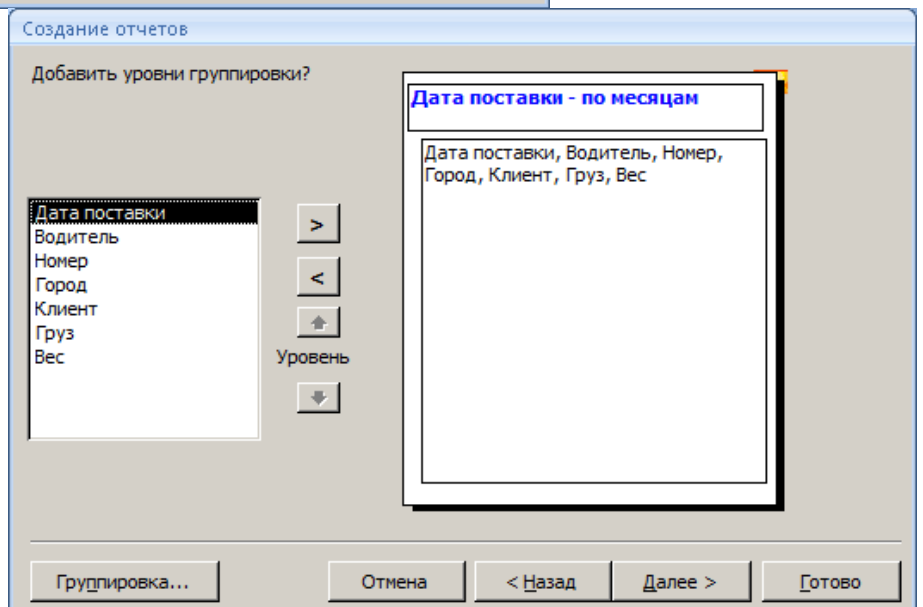 Создание отчетов
Добавить уровни группировки?
Дата поставки - по месяцам
Дата поставки, Водитель, Номер,
Город, Клиент, Груз, Вес
Дата поставки
Водитель
Номер
Город
Клиент
Груз
Вес
>
<
Уровень
Группировка...
Отмена
< Назад
Далее >
Готово